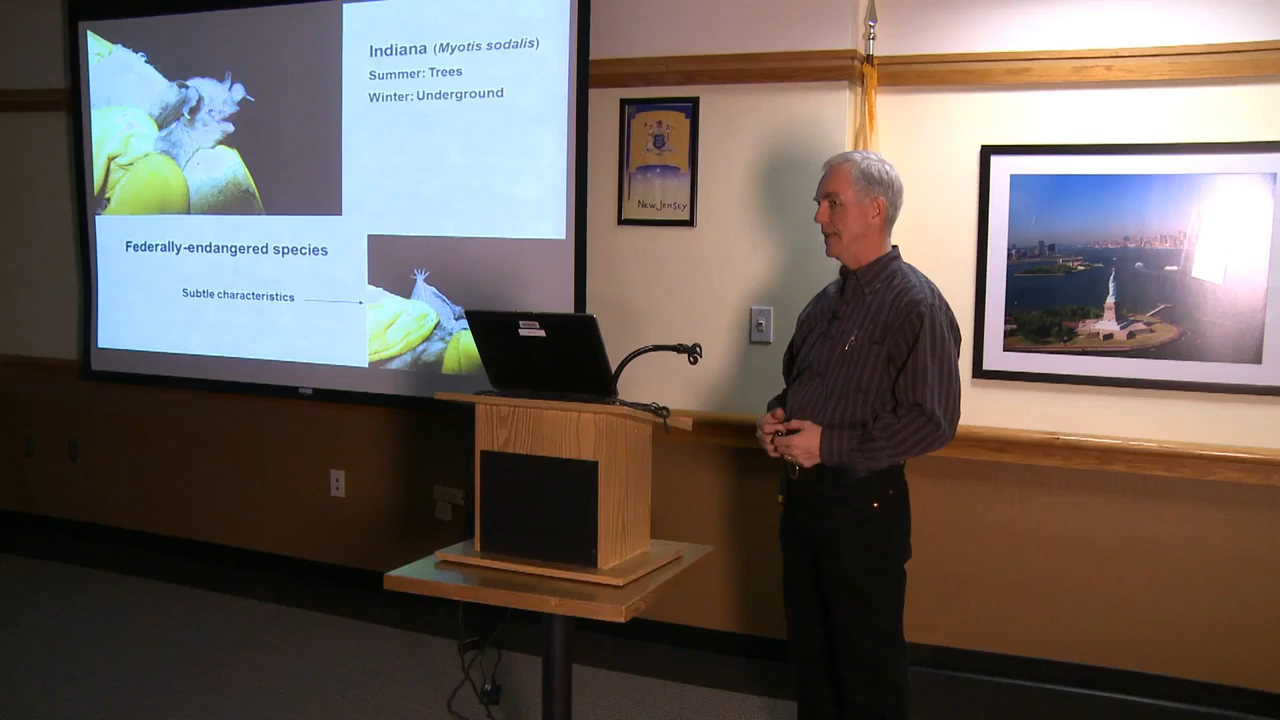 Indiana (Myotis sodalis)
Summer: Trees
Winter: Underground
Federally-endangered species
Subtle characteristics
New Jersey